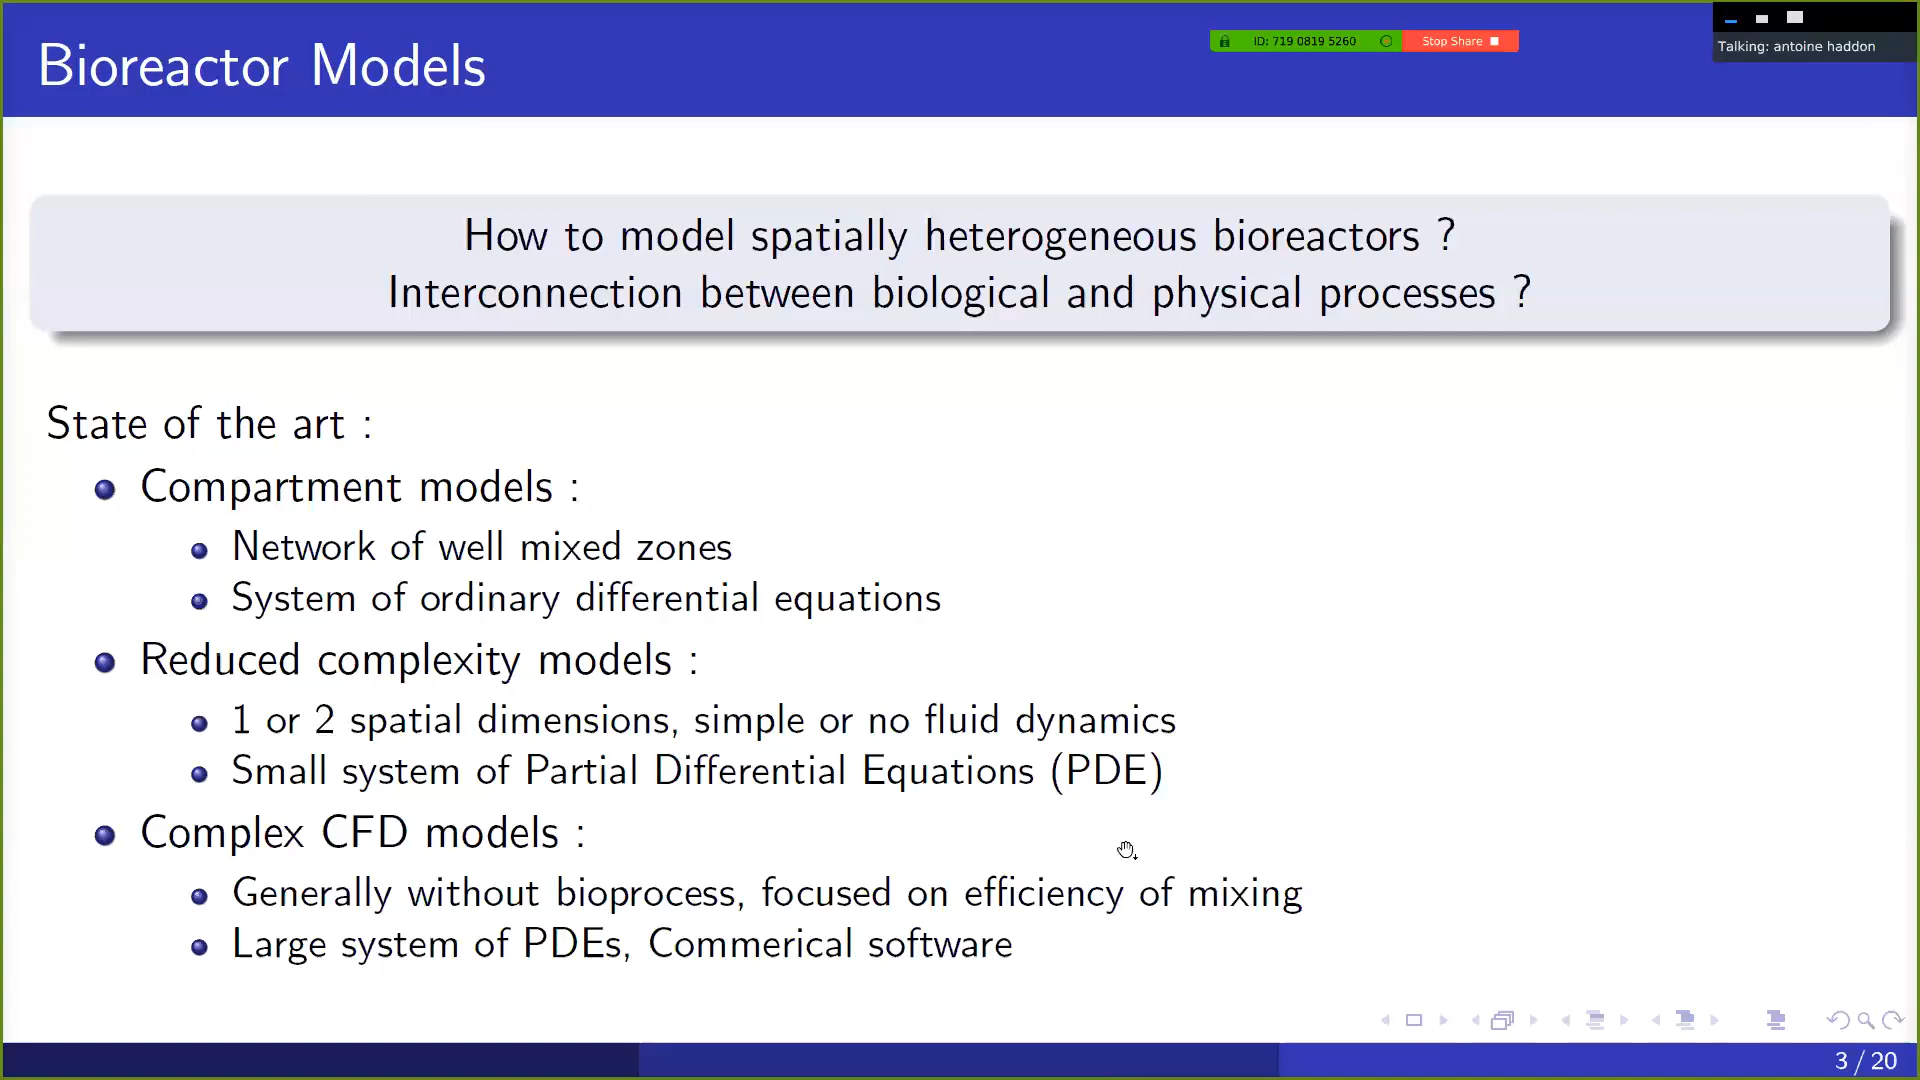 Bioreactor Models
ID: 719 0819 5260
Stop Share
Talking: antoine haddon
How to model spatially heterogeneous bioreactors ?
Interconnection between biological and physical processes ?
State of the art :
Compartment models :
Network of well mixed zones
System of ordinary differential equations
Reduced complexity models :
1 or 2 spatial dimensions, simple or no fluid dynamics
Small system of Partial Differential Equations (PDE)
Complex CFD models :
Generally without bioprocess, focused on efficiency of mixing
Large system of PDEs, Commerical software
3 / 20